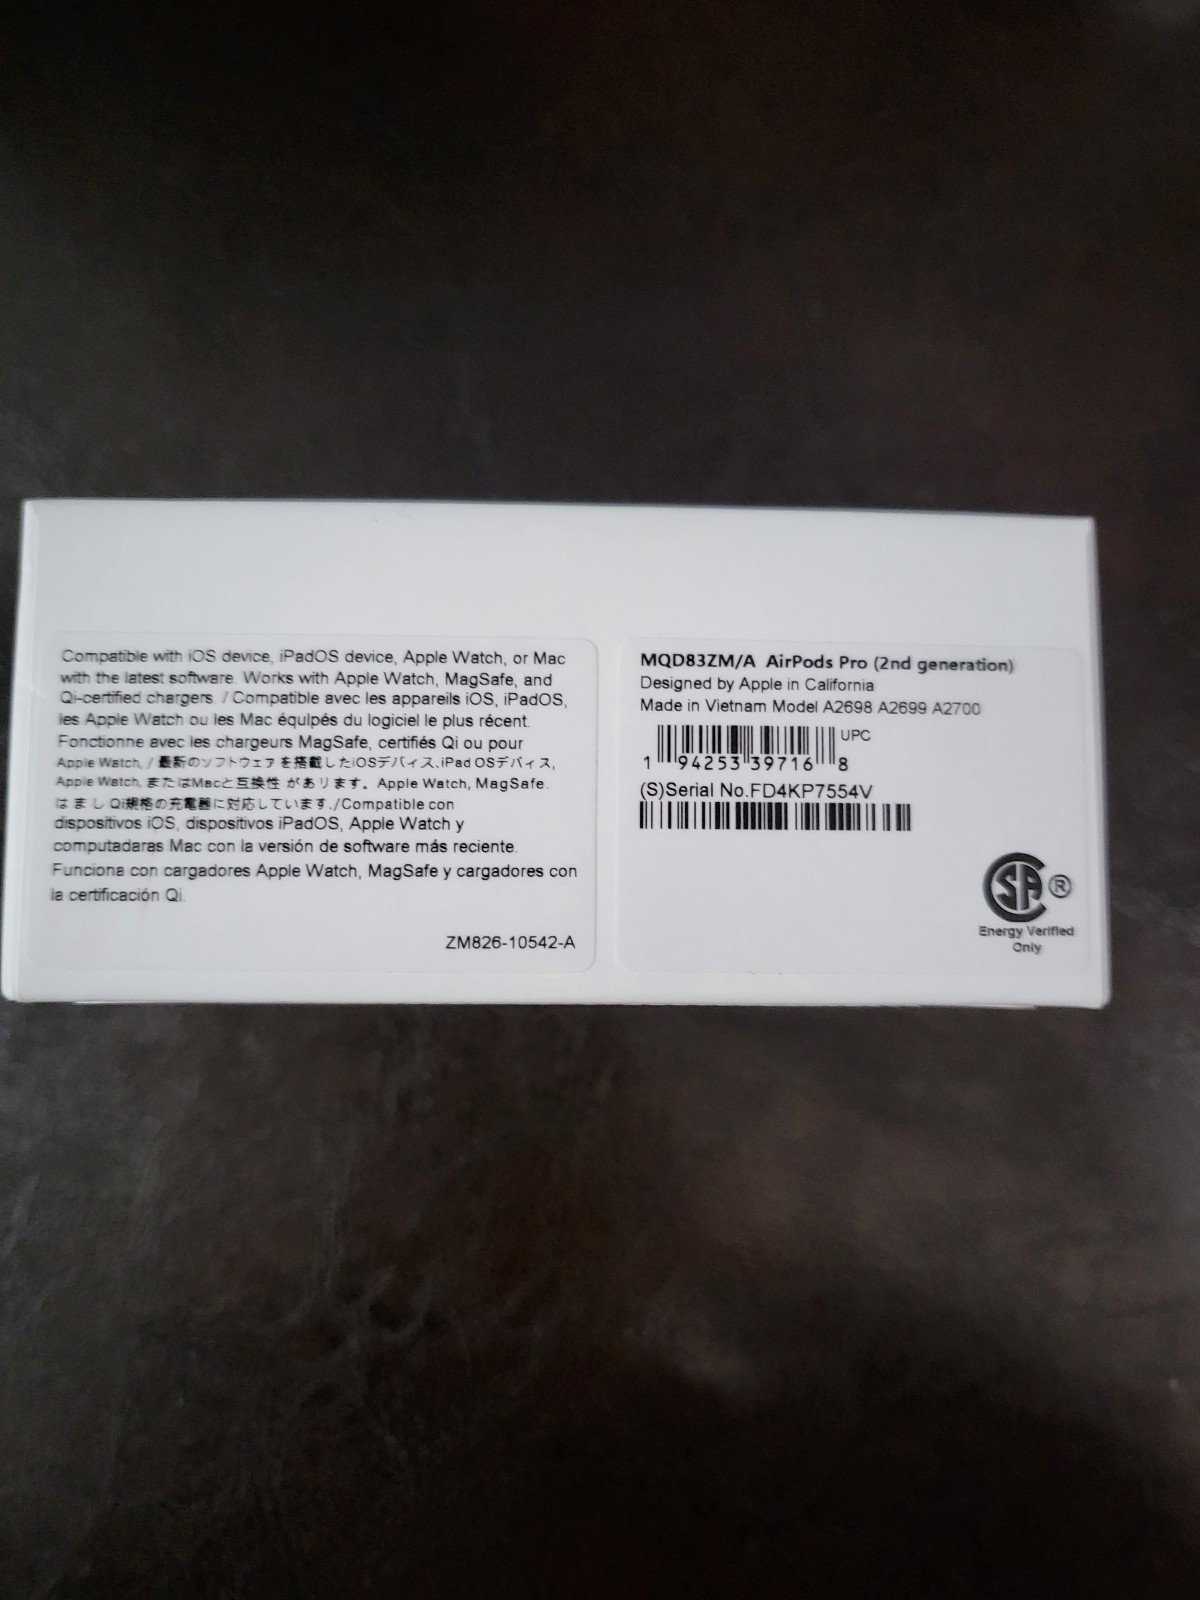 Compatible with iOS device, iPadOS device, Apple Watch, or Mac
with the latest software. Works with Apple Watch, MagSafe, and
Qi-certified chargers. / Compatible avec les appareils iOS, iPadOS,
les Apple Watch ou les Mac équipés du logiciel le plus récent.
Fonctionne avec les chargeurs MagSafe, certifiés Qi ou pour
Apple Watch. / 最新のソフトウェアを搭載したiOSデバイス,iPad OSデバイス,
Apple Watch, またはMacと互換性 があります。Apple Watch, MagSafe.
は ま し Qi規格の充電器に対応しています./Compatible con
dispositivos iOS, dispositivos iPadOS, Apple Watch y
computadaras Mac con la versión de software más reciente.
Funciona con cargadores Apple Watch, MagSafe y cargadores con
la certificación Qi.
ZM826-10542-A
MQD83ZM/A AirPods Pro (2nd generation)
Designed by Apple in California
Made in Vietnam Model A2698 A2699 A2700
UPC
1 94253 39716 8
(S)Serial No.FD4KP7554V
SA ®
Energy Verified
Only